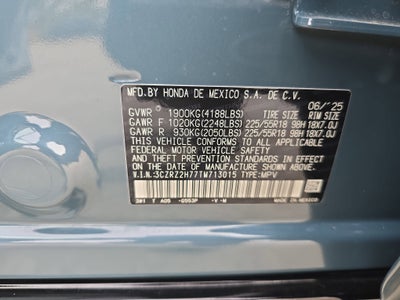 MFD.BY HONDA DE MEXICO S.A. DE C.V.
06/'25
GVWR 1900KG(4188LBS) TIRE SIZE RIM SIZE
GAWR F 1020KG(2248LBS) 225/55R18 98H 18X7.0J
GAWR R 930KG(2050LBS) 225/55R18 98H 18X7.0J
THIS VEHICLE CONFORMS TO ALL APPLICABLE
FEDERAL MOTOR VEHICLE SAFETY AND THEFT
PREVENTION STANDARDS IN EFFECT ON THE DATE
OF MANUFACTURE SHOWN ABOVE.
V.I.N.:3CZRZ2H77TM713015 TYPE:MPV
MADE IN MEXICO